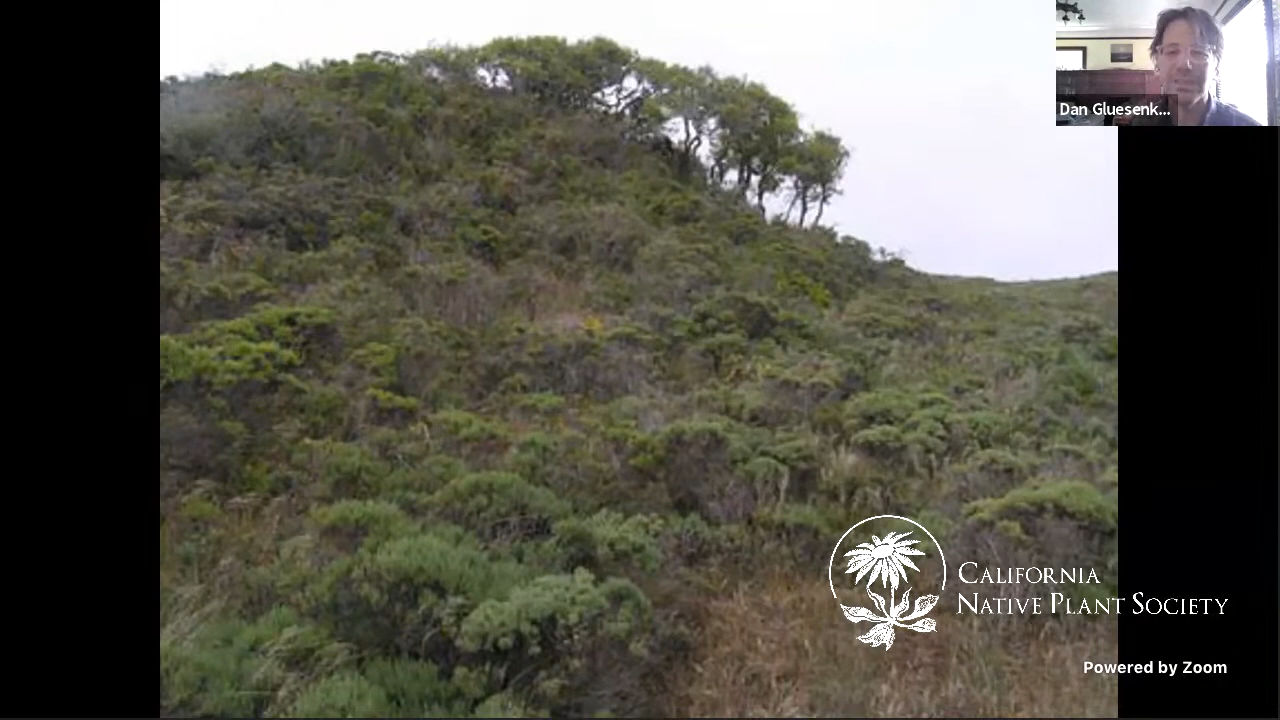 Dan Gluesenk...
CALIFORNIA
NATIVE PLANT SOCIETY
Powered by Zoom